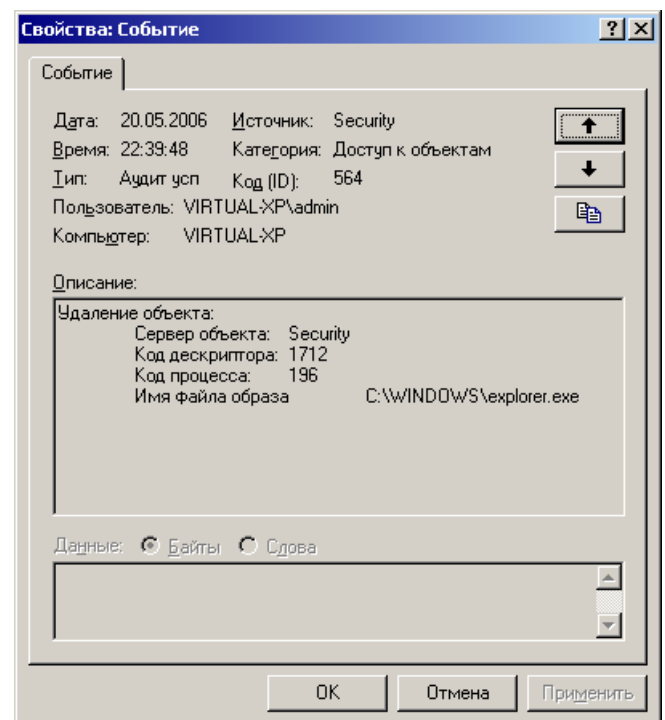 Свойства: Событие
Событие
Дата: 20.05.2006 Источник: Security
Время: 22:39:48 Категория: Доступ к объектам
Тип: Аудит усп Код (ID): 564
Пользователь: VIRTUAL-XP\admin
Компьютер: VIRTUAL-XP
Описание:
Удаление объекта:
Сервер объекта: Security
Код дескриптора: 1712
Код процесса: 196
Имя файла образа C:\WINDOWS\explorer.exe
Данные: Байты Слова
OK Отмена Применить